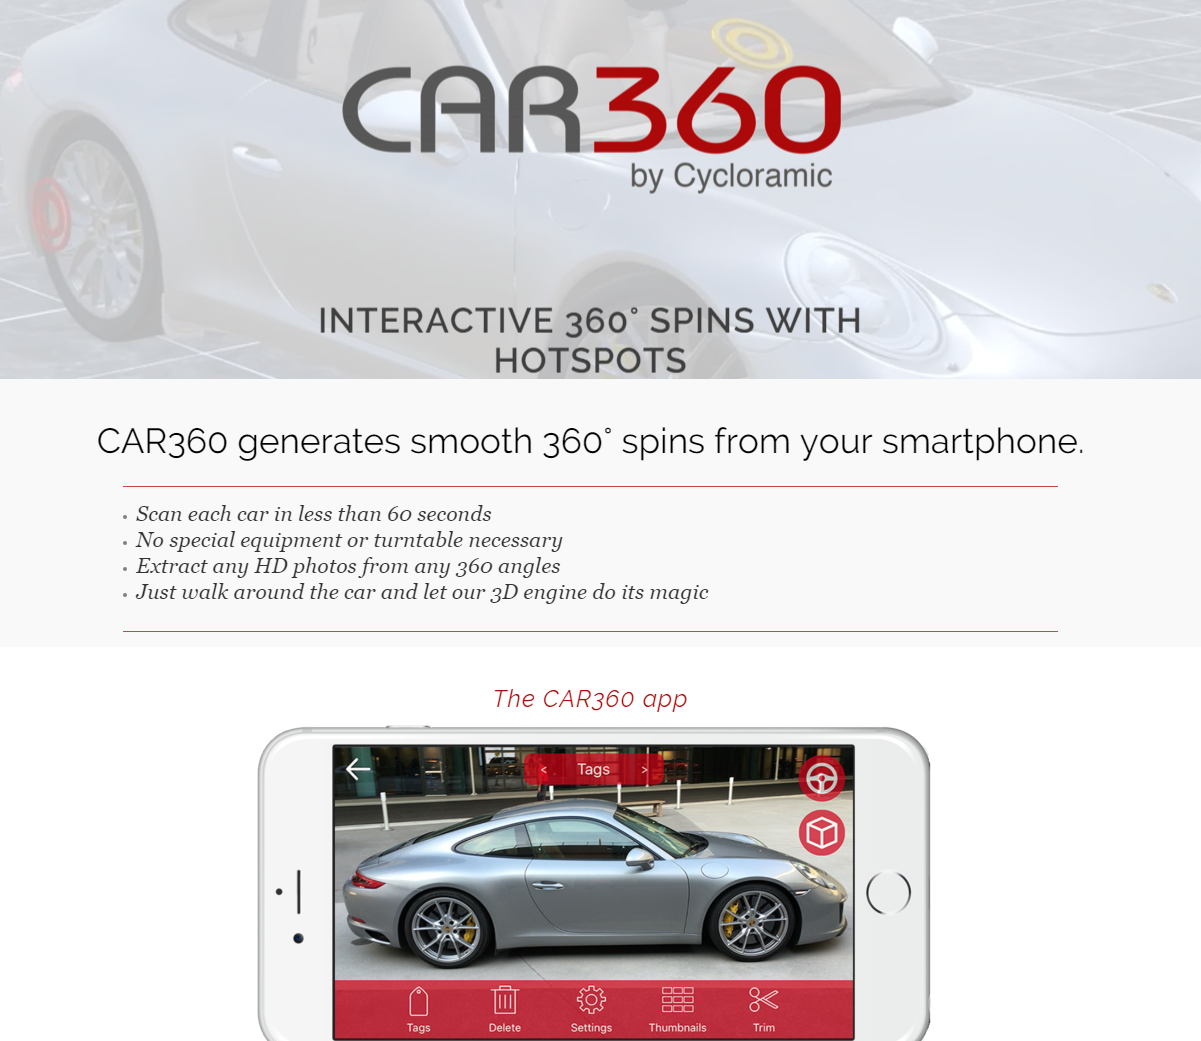 CAR360
by Cycloramic
INTERACTIVE 360° SPINS WITH
HOTSPOTS
CAR360 generates smooth 360° spins from your smartphone.
Scan each car in less than 60 seconds
No special equipment or turntable necessary
Extract any HD photos from any 360 angles
Just walk around the car and let our 3D engine do its magic
The CAR360 app
< Tags >
Tags Delete Settings Thumbnails Trim